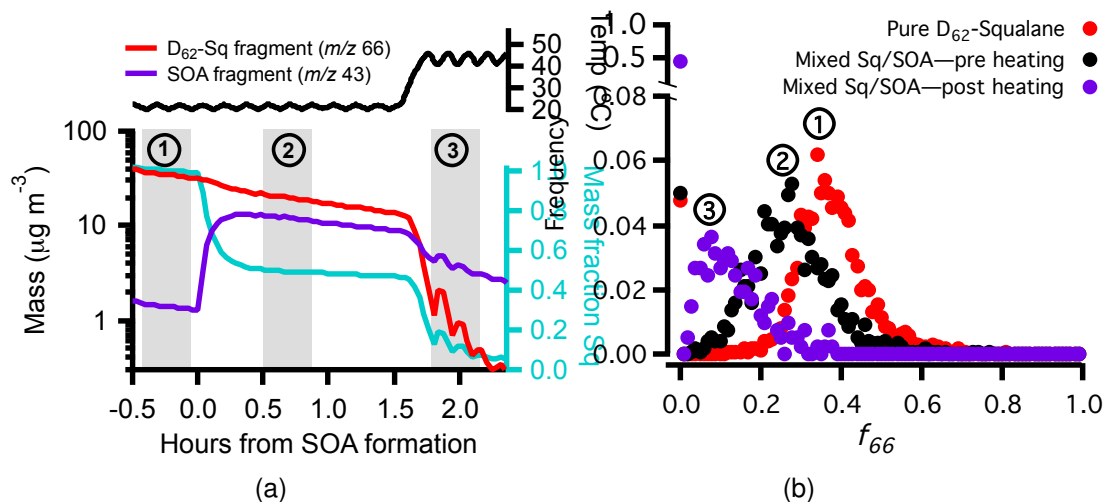 D₆₂-Sq fragment (m/z 66)
SOA fragment (m/z 43)
50
40
30
20
Temp (°C)
100
10
1
Mass (µg m⁻³)
1
2
3
1.0
0.8
0.6
0.4
0.2
0.0
Mass fraction Sq
-0.5
0.0
0.5
1.0
1.5
2.0
Hours from SOA formation
(a)
b)
Pure D₆₂-Squalane
Mixed Sq/SOA—pre heating
Mixed Sq/SOA—post heating
1.0
0.5
0.08
0.06
0.04
0.02
0.00
Frequency
1
2
3
0.0
0.2
0.4
0.6
0.8
1.0
f₆₆
(b)